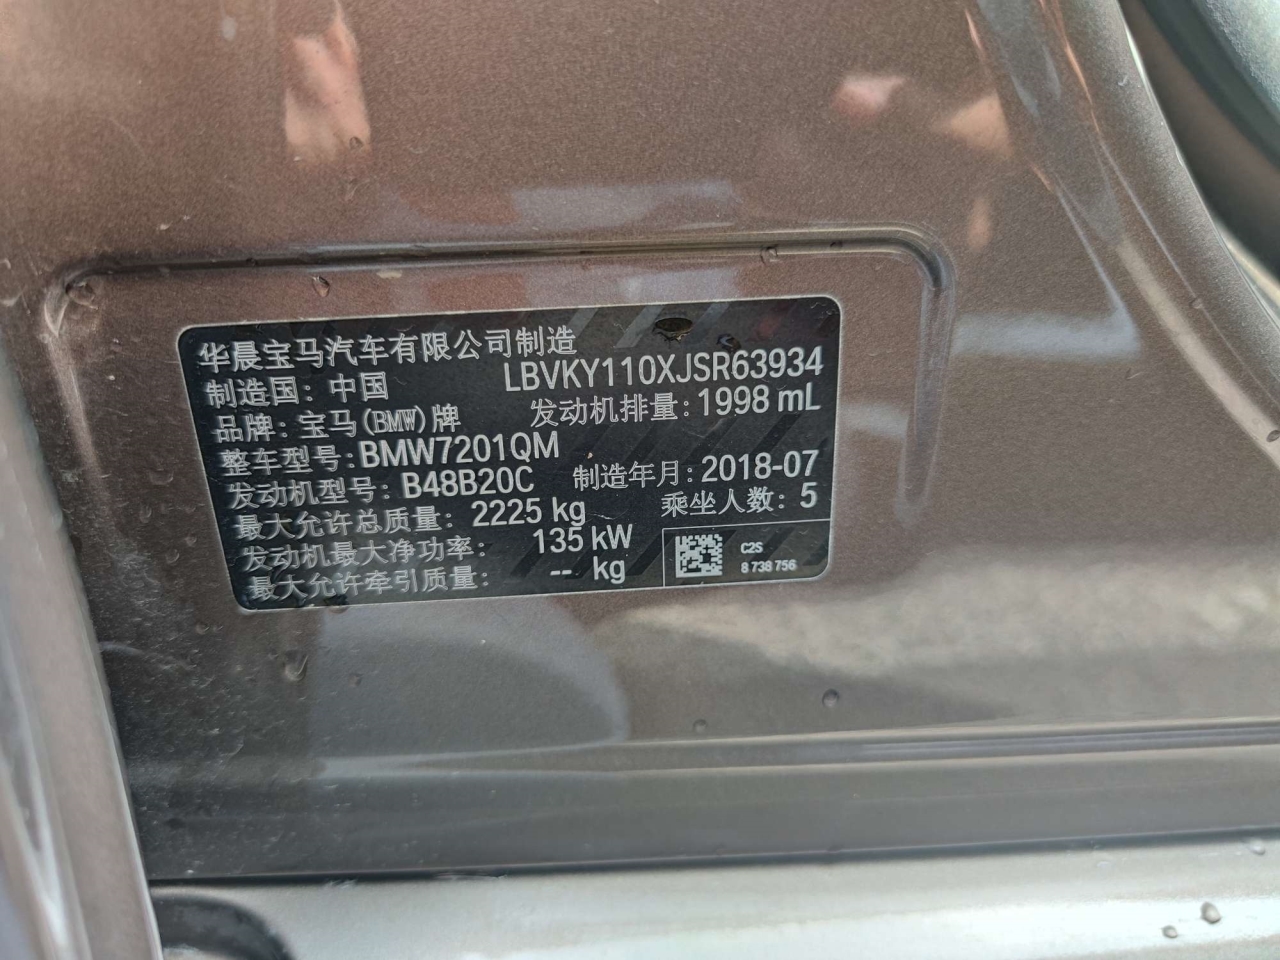 华晨宝马汽车有限公司制造
制造国：中国 LBVKY110XJSR63934
品牌：宝马(BMW)牌 发动机排量：1998 mL
整车型号：BMW7201QM
发动机型号：B48B20C 制造年月：2018-07
最大允许总质量：2225 kg 乘坐人数：5
发动机最大净功率：135 kW
最大允许牵引质量：-- kg
C2S
8 738 756